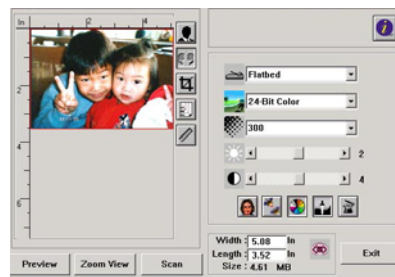 In 2 4
2
4
6
Flatbed
24-Bit Color
300
2
4
Width : 5.08 In
Length : 3.52 In
Size : 4.61 MB
Preview Zoom View Scan
Exit
i